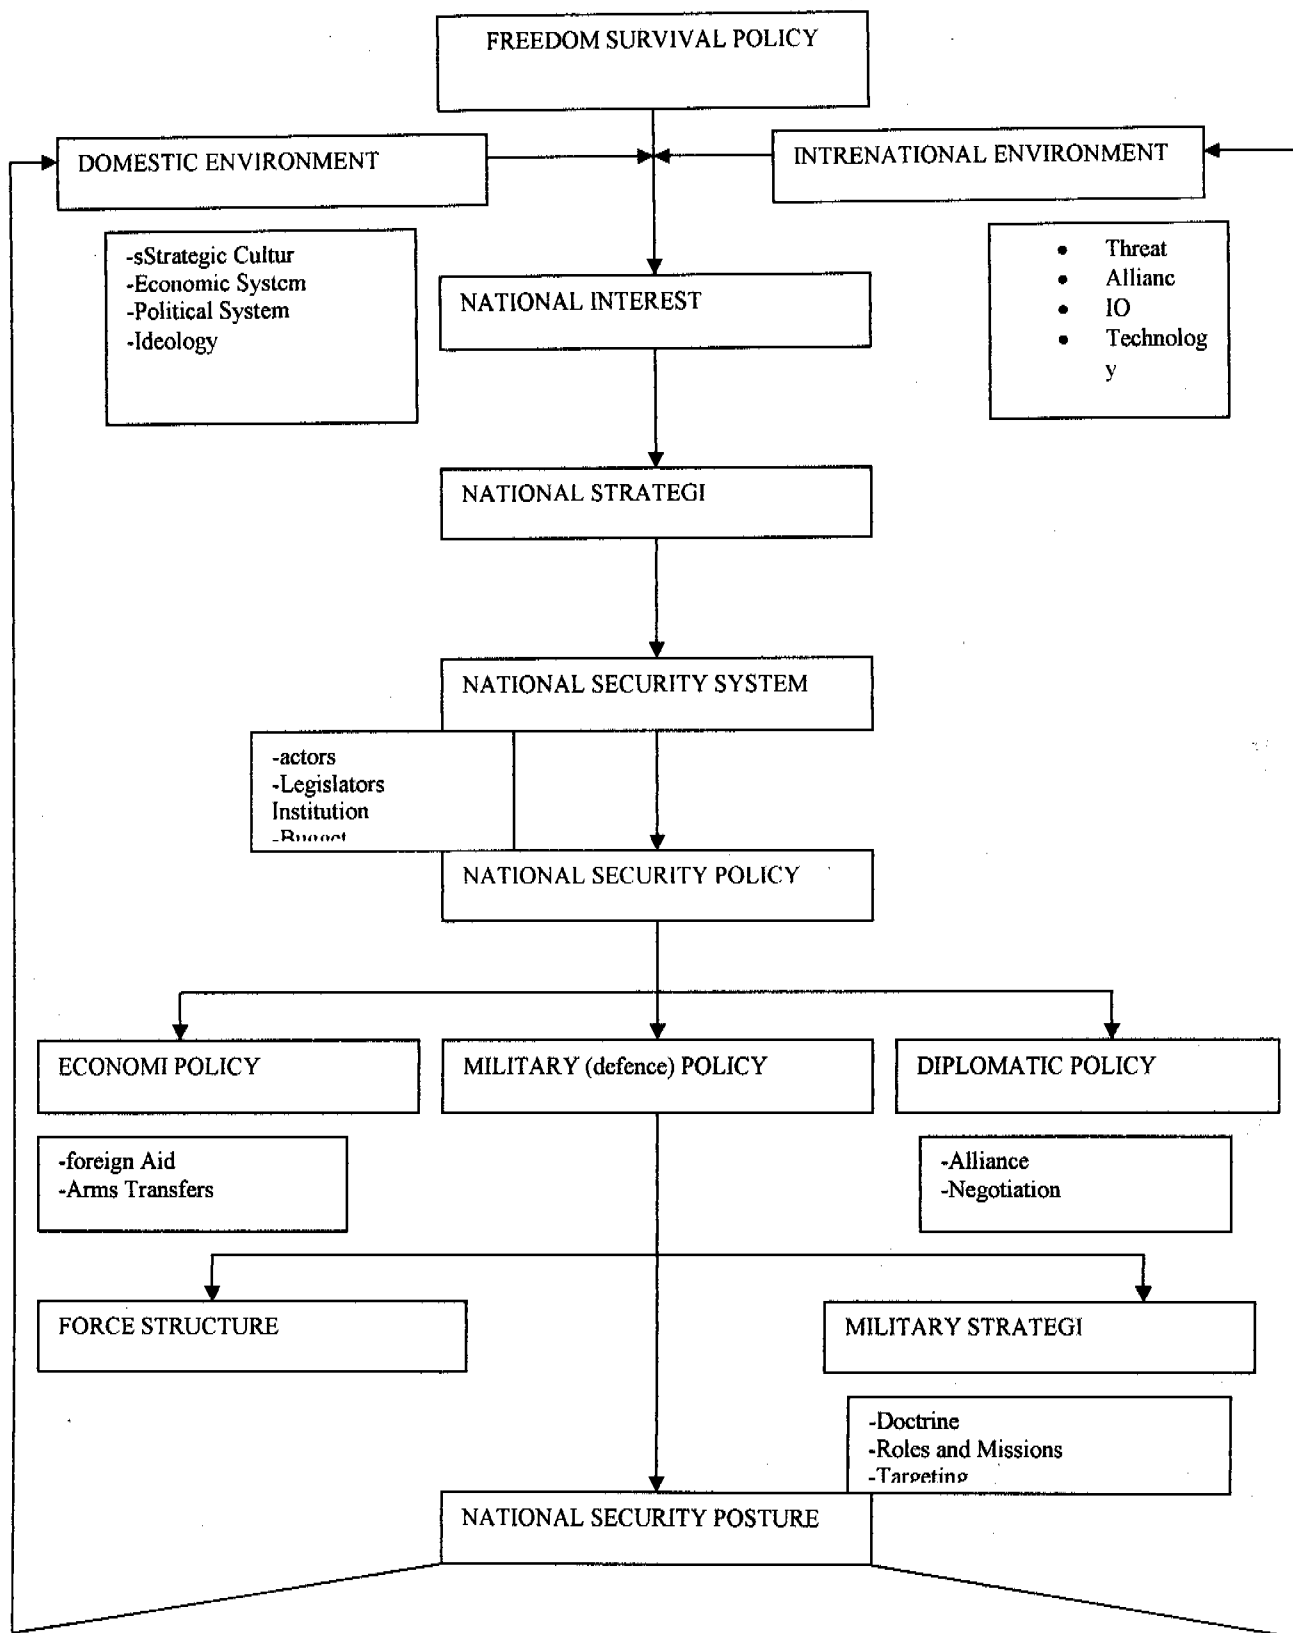 FREEDOM SURVIVAL POLICY
DOMESTIC ENVIRONMENT
INTRENATIONAL ENVIRONMENT
-sStrategic Cultur
-Economic System
-Political System
-Ideology
NATIONAL INTEREST
• Threat
• Allianc
• IO
• Technolog
y
NATIONAL STRATEGI
NATIONAL SECURITY SYSTEM
-actors
-Legislators
Institution
NATIONAL SECURITY POLICY
ECONOMI POLICY
MILITARY (defence) POLICY
DIPLOMATIC POLICY
-foreign Aid
-Arms Transfers
-Alliance
-Negotiation
FORCE STRUCTURE
MILITARY STRATEGI
-Doctrine
-Roles and Missions
-Targeting
NATIONAL SECURITY POSTURE